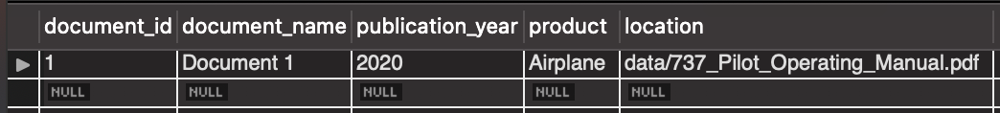 document_id document_name publication_year product location
1 Document 1 2020 Airplane data/737_Pilot_Operating_Manual.pdf
NULL NULL NULL NULL NULL